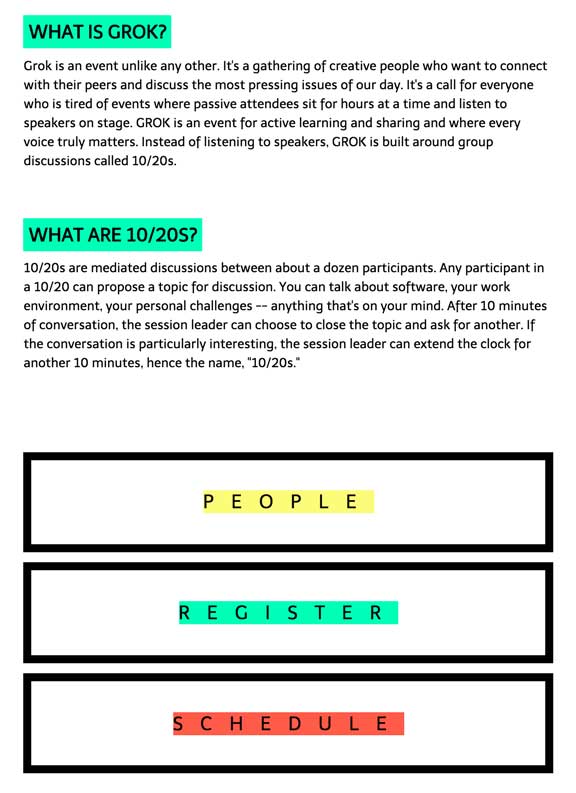 WHAT IS GROK?
Grok is an event unlike any other. It's a gathering of creative people who want to connect
with their peers and discuss the most pressing issues of our day. It's a call for everyone
who is tired of events where passive attendees sit for hours at a time and listen to
speakers on stage. GROK is an event for active learning and sharing and where every
voice truly matters. Instead of listening to speakers, GROK is built around group
discussions called 10/20s.
WHAT ARE 10/20S?
10/20s are mediated discussions between about a dozen participants. Any participant in
a 10/20 can propose a topic for discussion. You can talk about software, your work
environment, your personal challenges -- anything that's on your mind. After 10 minutes
of conversation, the session leader can choose to close the topic and ask for another. If
the conversation is particularly interesting, the session leader can extend the clock for
another 10 minutes, hence the name, "10/20s."
PEOPLE
REGISTER
SCHEDULE